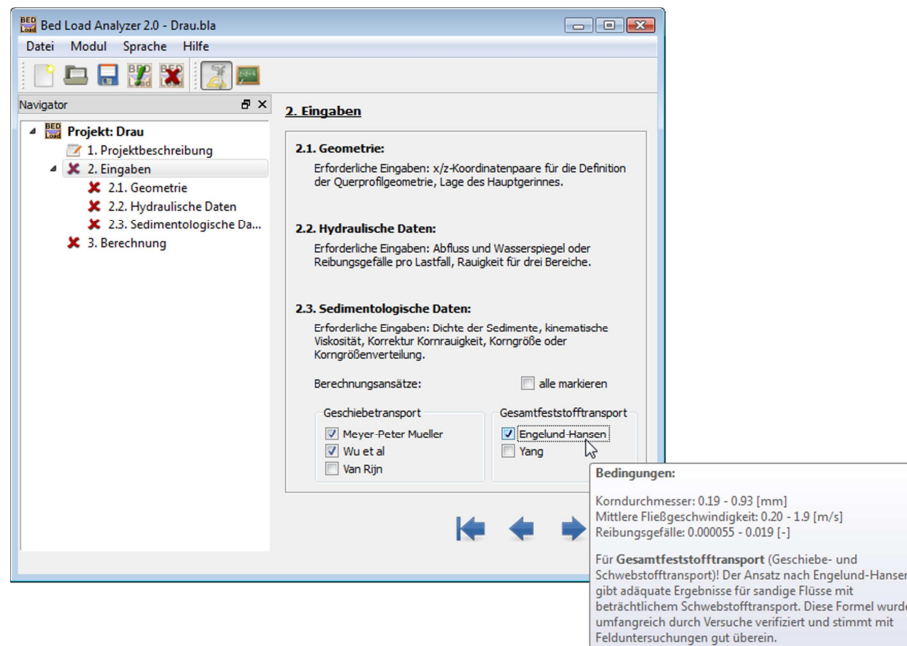 Bed Load Analyzer 2.0 - Drau.bla
Datei Modul Sprache Hilfe
Navigator
Projekt: Drau
1. Projektbeschreibung
2. Eingaben
2.1. Geometrie
2.2. Hydraulische Daten
2.3. Sedimentologische Da...
3. Berechnung
2. Eingaben
2.1. Geometrie:
Erforderliche Eingaben: x/z-Koordinatenpaare für die Definition
der Querprofilgeometrie, Lage des Hauptgerinnes.
2.2. Hydraulische Daten:
Erforderliche Eingaben: Abfluss und Wasserspiegel oder
Reibungsgefälle pro Lastfall, Rauigkeit für drei Bereiche.
2.3. Sedimentologische Daten:
Erforderliche Eingaben: Dichte der Sedimente, kinematische
Viskosität, Korrektur Kornrauigkeit, Korngröße oder
Korngrößenverteilung.
Berechnungsansätze:
alle markieren
Geschiebetransport
Meyer-Peter Mueller
Wu et al
Van Rijn
Gesamtfeststofftransport
Engelund-Hansen
Yang
Bedingungen:
Korndurchmesser: 0.19 - 0.93 [mm]
Mittlere Fließgeschwindigkeit: 0.20 - 1.9 [m/s]
Reibungsgefälle: 0.000055 - 0.019 [-]
Für Gesamtfeststofftransport (Geschiebe- und
Schwebstofftransport)! Der Ansatz nach Engelund-Hansen
gibt adäquate Ergebnisse für sandige Flüsse mit
beträchtlichem Schwebstofftransport. Diese Formel wurde
umfangreich durch Versuche verifiziert und stimmt mit
Felduntersuchungen gut überein.